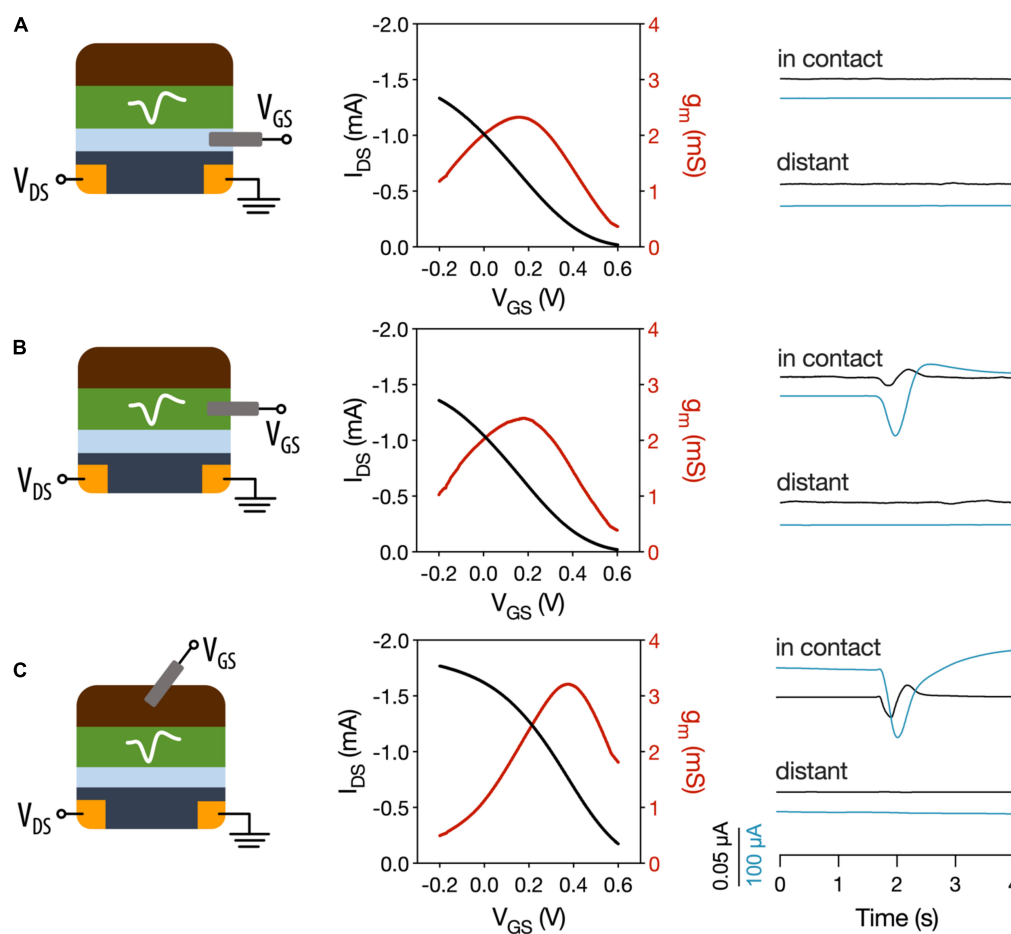 A
V_GS
V_DS
-2.0
-1.5
-1.0
-0.5
0.0
I_DS (mA)
4
3
2
1
0
g_m (mS)
-0.2 0.0 0.2 0.4 0.6
V_GS (V)
in contact
distant
B
V_GS
V_DS
-2.0
-1.5
-1.0
-0.5
0.0
I_DS (mA)
4
3
2
1
0
g_m (mS)
-0.2 0.0 0.2 0.4 0.6
V_GS (V)
in contact
distant
C
V_GS
V_DS
-2.0
-1.5
-1.0
-0.5
0.0
I_DS (mA)
4
3
2
1
0
g_m (mS)
-0.2 0.0 0.2 0.4 0.6
V_GS (V)
in contact
distant
0.05 µA
100 µA
0 1 2 3 4
Time (s)